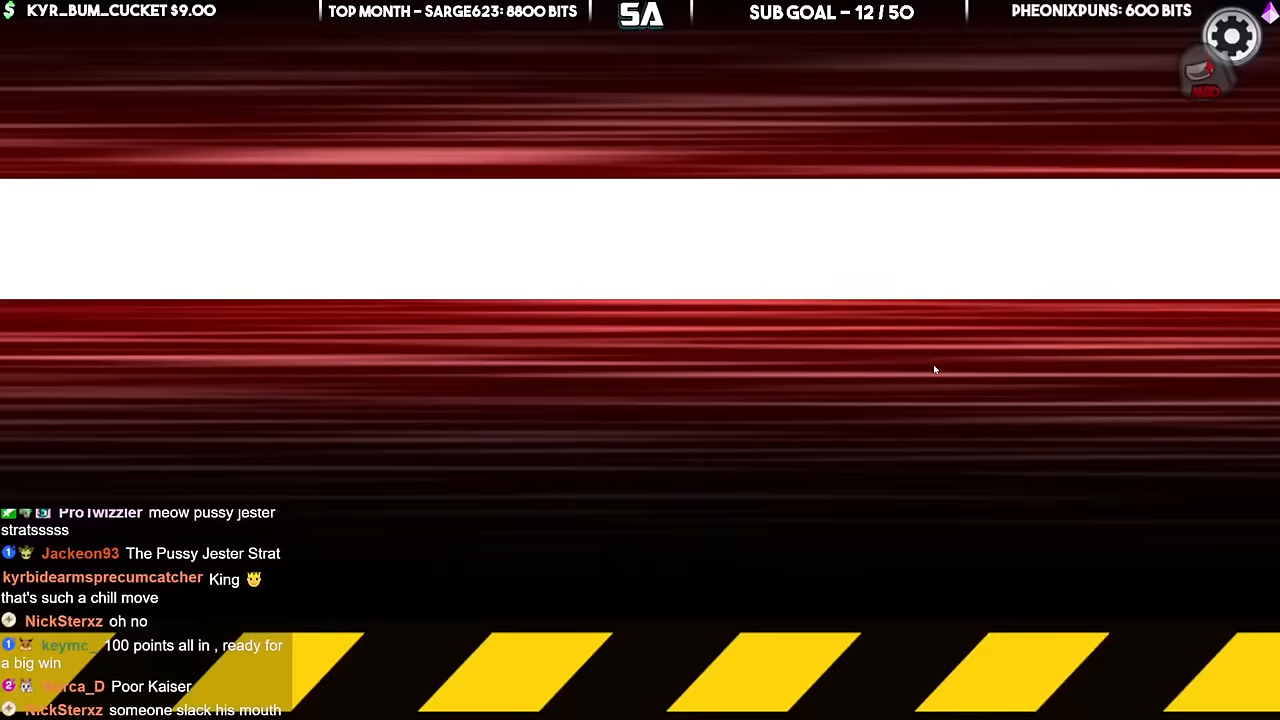 KYR_BUM_CUCKET $9.00
TOP MONTH - SARGE623: 8800 BITS
SA
SUB GOAL - 12 / 50
PHEONIXPUNS: 600 BITS
MAD
ProTwizzler meow pussy jester
stratsssss
Jackeon93 The Pussy Jester Strat
kyrbidearmsprecumcatcher King
that's such a chill move
NickSterxz oh no
keymc_ 100 points all in , ready for
a big win
Poor Kaiser
NickSterxz someone slack his mouth